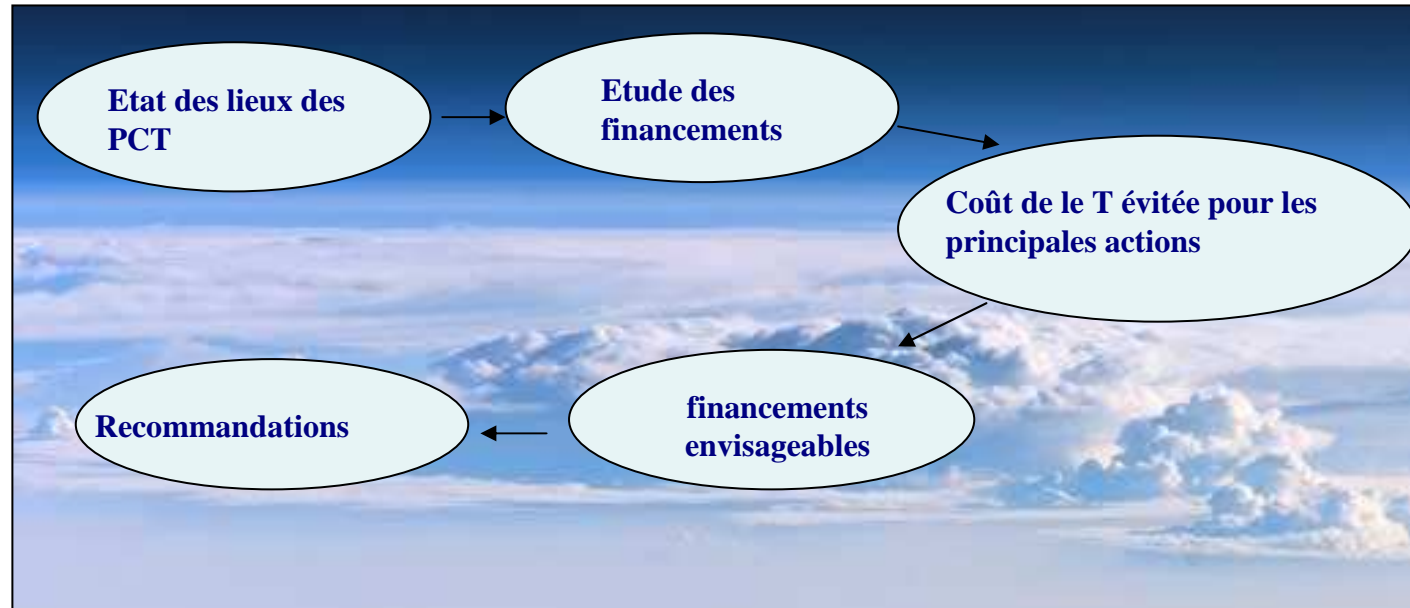 Etat des lieux des
PCT
Etude des
financements
Coût de le T évitée pour les
principales actions
financements
envisageables
Recommandations